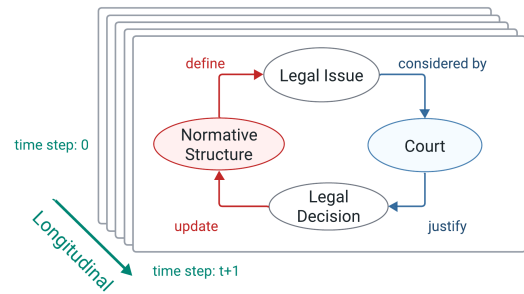 define
Legal Issue
considered by
Normative
Structure
time step: 0
Court
Legal
Decision
update
justify
Longitudinal
time step: t+1